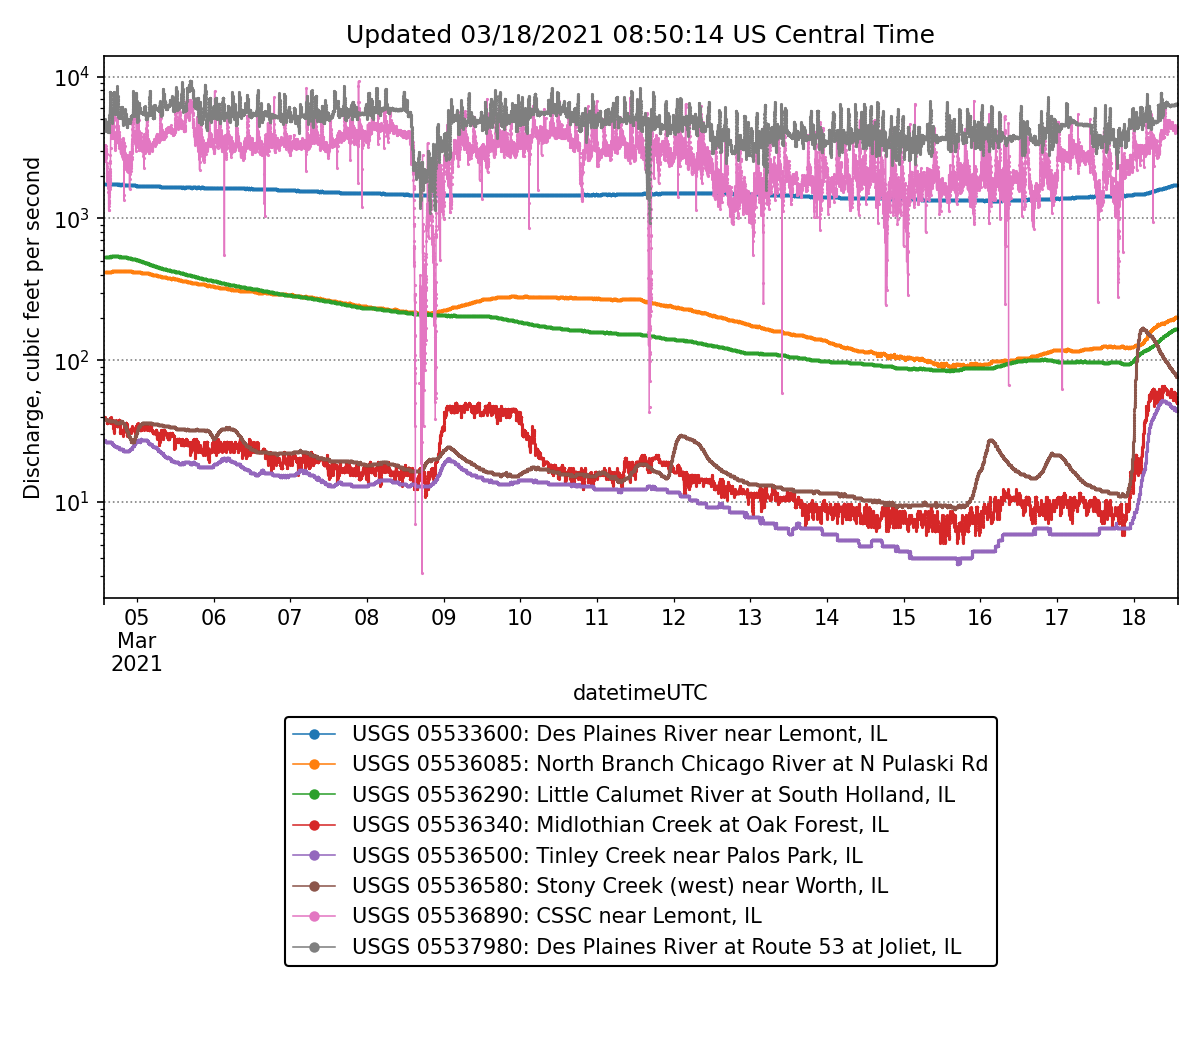 Updated 03/18/2021 08:50:14 US Central Time
Discharge, cubic feet per second
10^4
10^3
10^2
10^1
05 06 07 08 09 10 11 12 13 14 15 16 17 18
Mar
2021
datetimeUTC
USGS 05533600: Des Plaines River near Lemont, IL
USGS 05536085: North Branch Chicago River at N Pulaski Rd
USGS 05536290: Little Calumet River at South Holland, IL
USGS 05536340: Midlothian Creek at Oak Forest, IL
USGS 05536500: Tinley Creek near Palos Park, IL
USGS 05536580: Stony Creek (west) near Worth, IL
USGS 05536890: CSSC near Lemont, IL
USGS 05537980: Des Plaines River at Route 53 at Joliet, IL